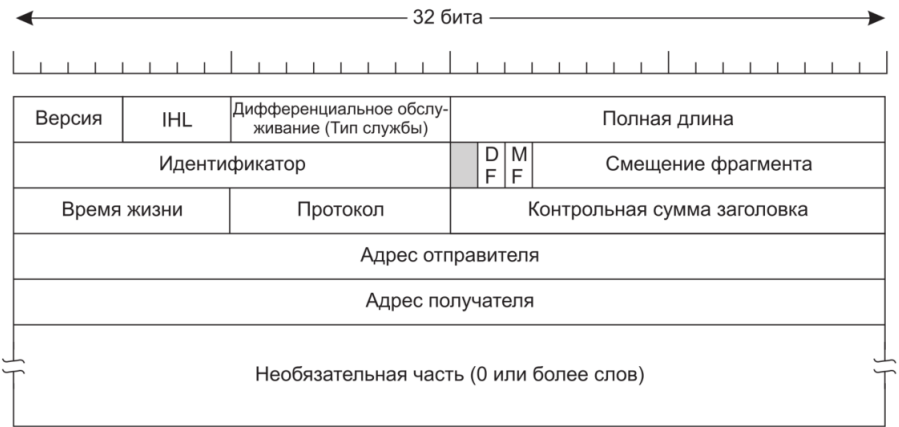 32 бита
Версия
IHL
Дифференциальное обслу-
живание (Тип службы)
Полная длина
Идентификатор
D
F
M
F
Смещение фрагмента
Время жизни
Протокол
Контрольная сумма заголовка
Адрес отправителя
Адрес получателя
Необязательная часть (0 или более слов)